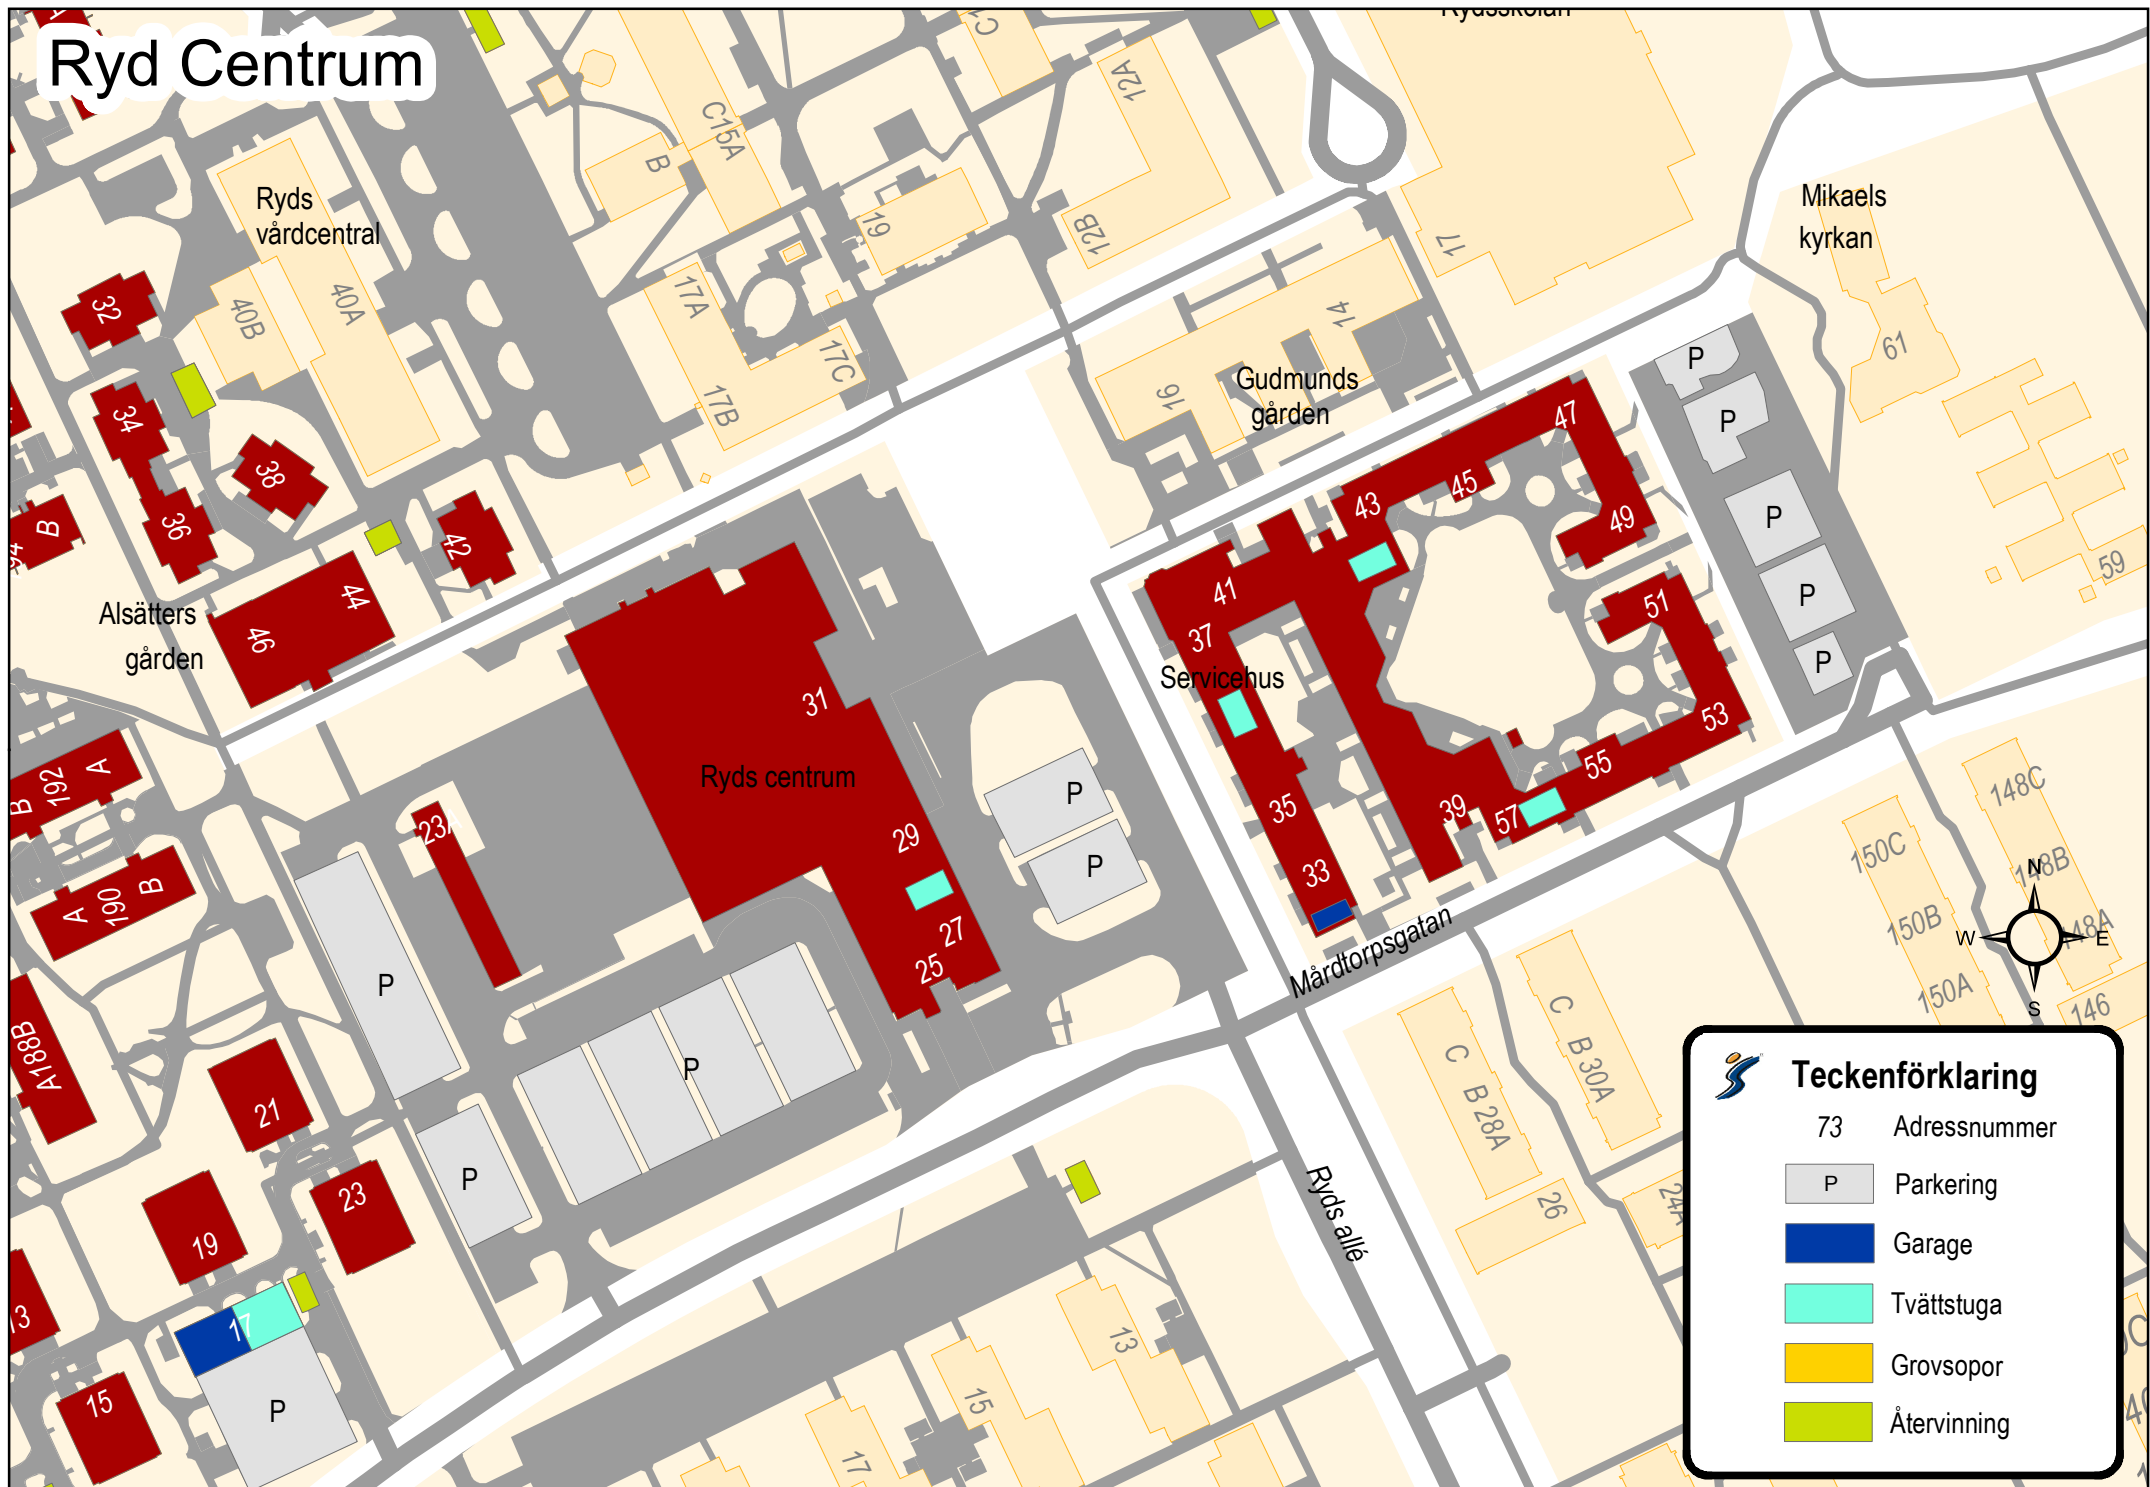 Ryd Centrum
Rydsskolan
C
12A
C15A
B
Ryds
vårdcentral
Mikaels
kyrkan
19
12B
17
32
40B
40A
17A
14
17C
61
P
34
17B
16
Gudmunds
gården
47
P
38
43
45
B
36
42
49
P
59
44
41
P
51
Alsätters
gården
46
37
P
Servicehus
31
53
192
A
B
Ryds centrum
55
P
148C
23A
29
35
39
57
150C
P
33
148B
N
190
A
B
27
150B
W
E
148A
25
Mårdtorpsgatan
P
150A
S
146
A188B
P
C
B 30A
C
B 28A
21
P
23
26
24A
Ryds allé
19
13
17
13
15
15
P
17
Teckenförklaring
73 Adressnummer
P Parkering
Garage
Tvättstuga
Grovsopor
Återvinning